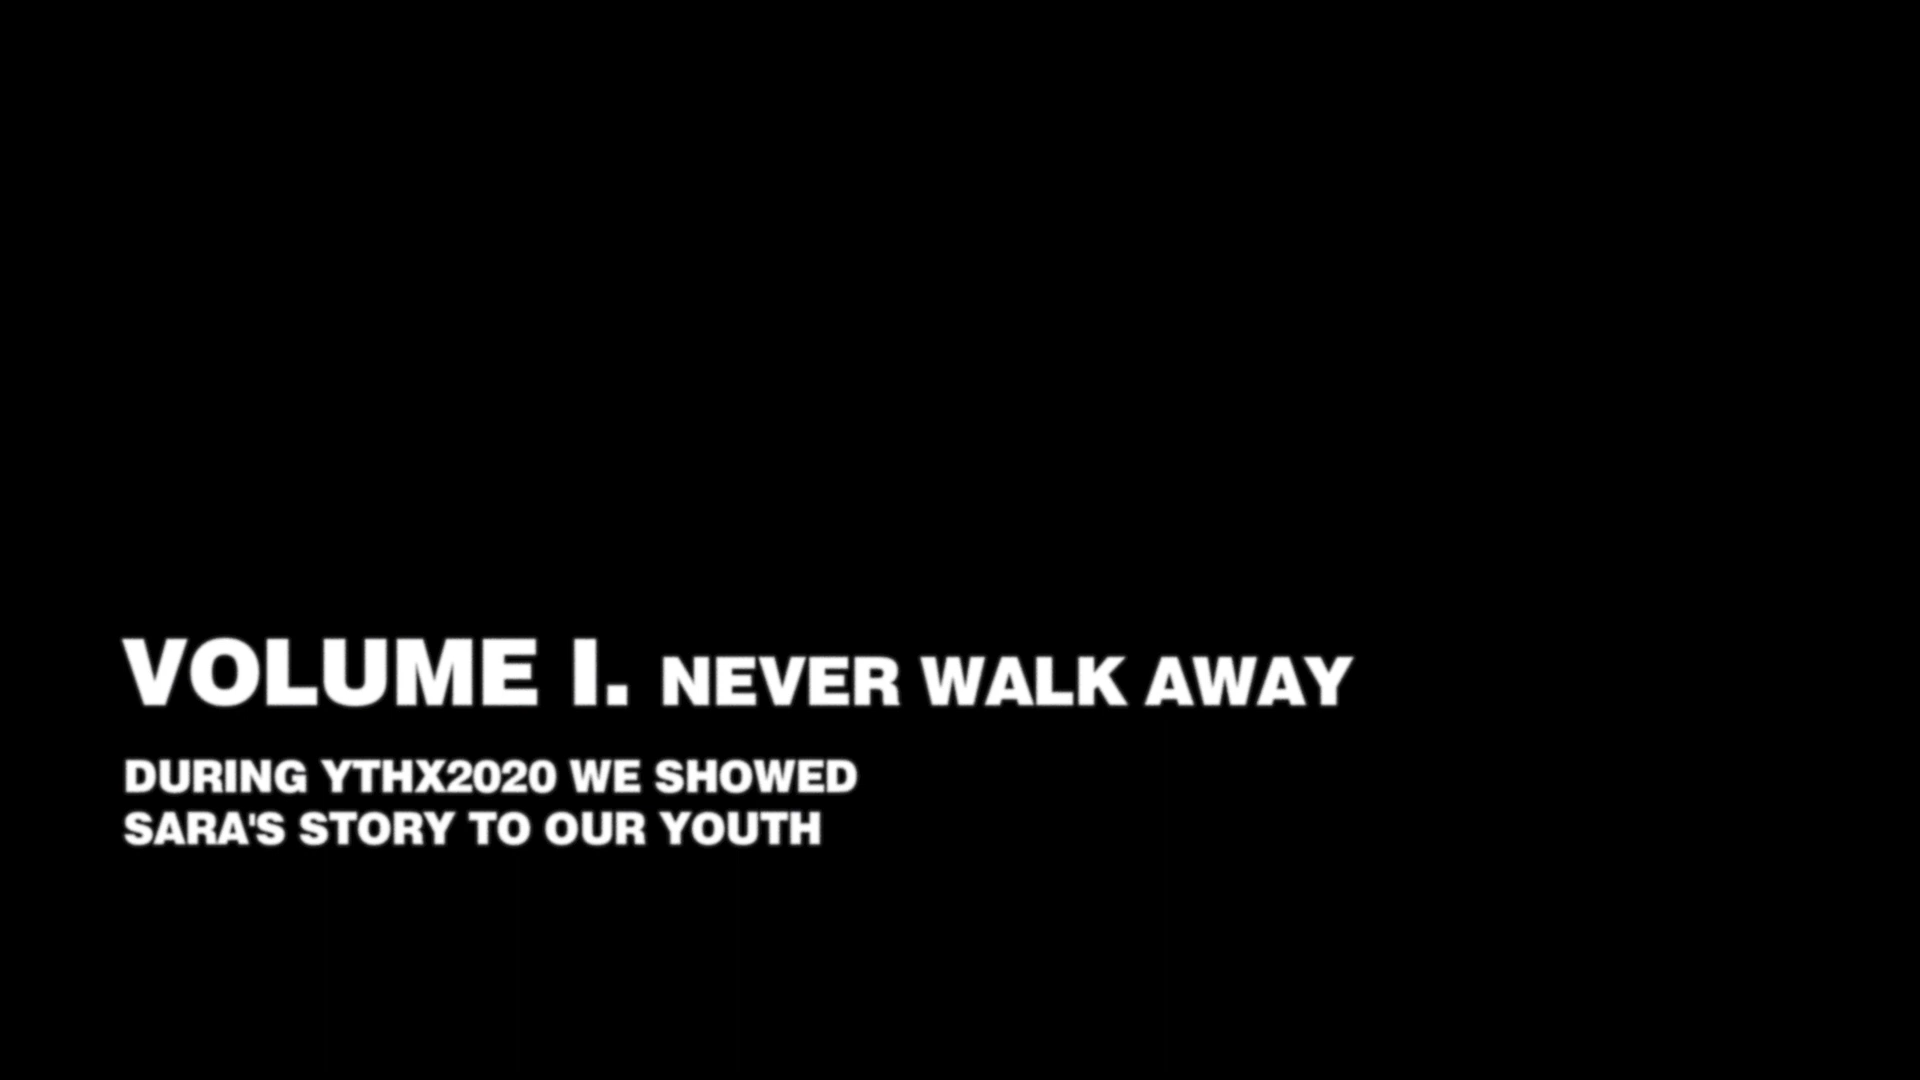 VOLUME I. NEVER WALK AWAY
DURING YTHX2020 WE SHOWED
SARA'S STORY TO OUR YOUTH